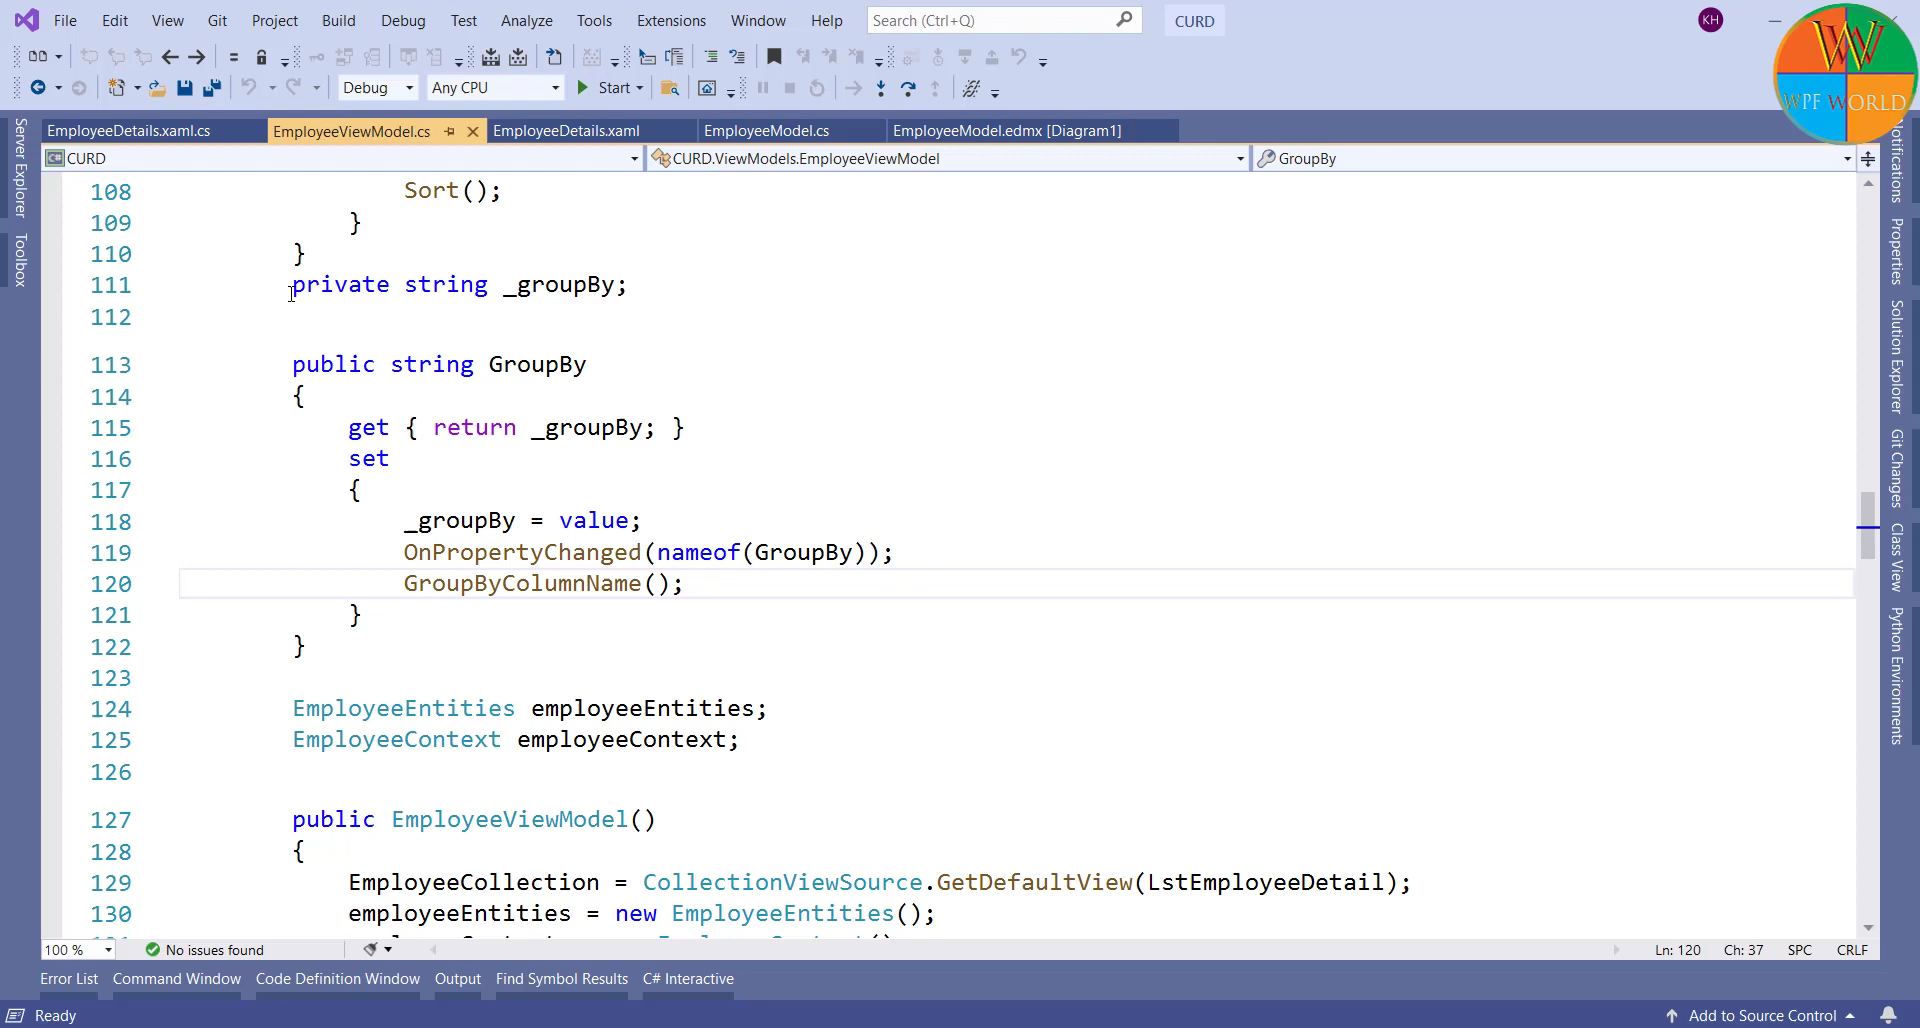 File Edit View Git Project Build Debug Test Analyze Tools Extensions Window Help Search (Ctrl+Q) CURD KH
Debug Any CPU Start
WPF WORLD
EmployeeDetails.xaml.cs EmployeeViewModel.cs EmployeeDetails.xaml EmployeeModel.cs EmployeeModel.edmx [Diagram1]
CURD CURD.ViewModels.EmployeeViewModel GroupBy
108 Sort();
109 }
110 }
111 private string _groupBy;
112
113 public string GroupBy
114 {
115 get { return _groupBy; }
116 set
117 {
118 _groupBy = value;
119 OnPropertyChanged(nameof(GroupBy));
120 GroupByColumnName();
121 }
122 }
123
124 EmployeeEntities employeeEntities;
125 EmployeeContext employeeContext;
126
127 public EmployeeViewModel()
128 {
129 EmployeeCollection = CollectionViewSource.GetDefaultView(LstEmployeeDetail);
130 employeeEntities = new EmployeeEntities();
Server Explorer
Toolbox
Notifications
Properties
Solution Explorer
Git Changes
Class View
Python Environments
100 % No issues found Ln: 120 Ch: 37 SPC CRLF
Error List Command Window Code Definition Window Output Find Symbol Results C# Interactive
Ready Add to Source Control